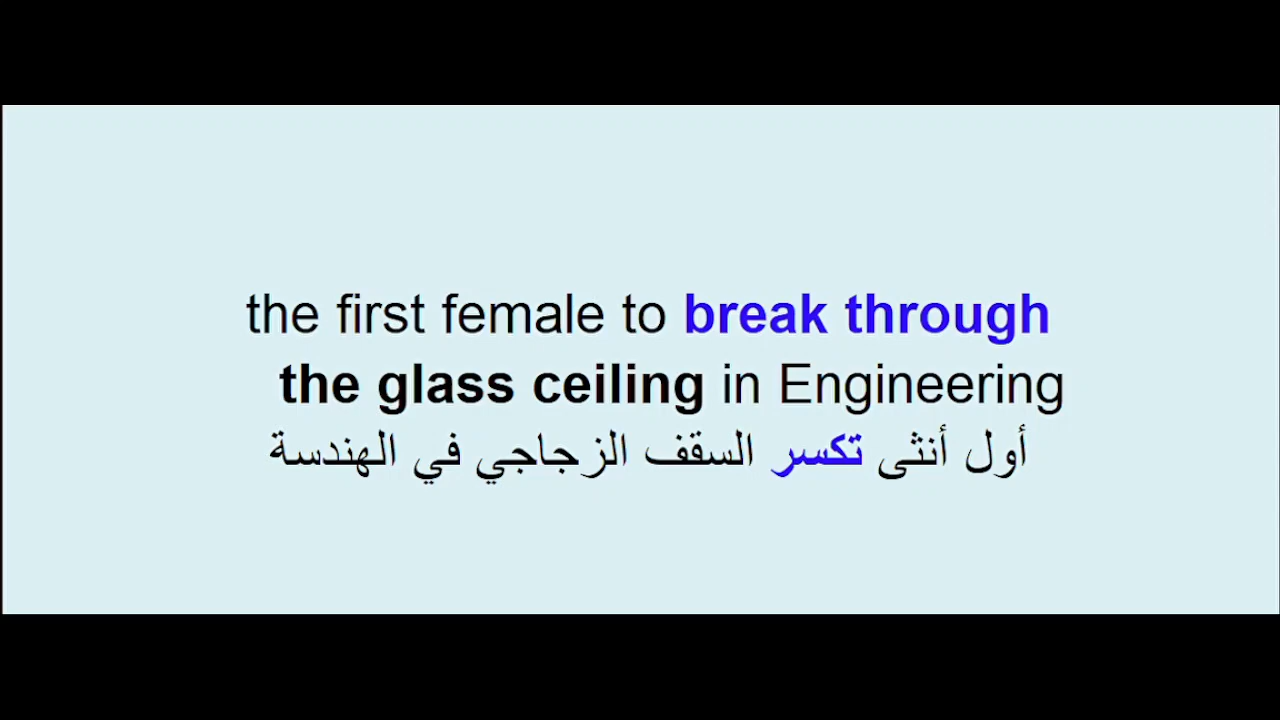 the first female to break through
the glass ceiling in Engineering
أول أنثى تكسر السقف الزجاجي في الهندسة